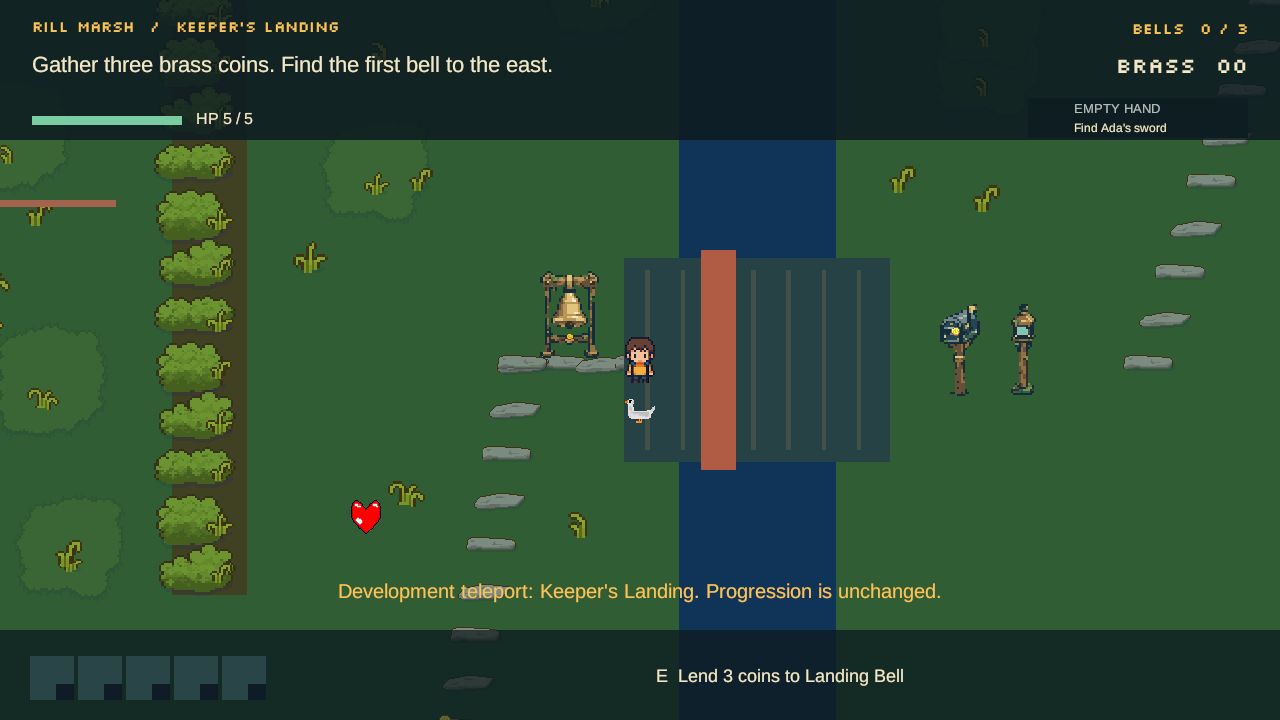 RILL MARSH / KEEPER'S LANDING
BELLS 0 / 3
Gather three brass coins. Find the first bell to the east.
BRASS 00
HP 5 / 5
EMPTY HAND
Find Ada's sword
Development teleport: Keeper's Landing. Progression is unchanged.
E Lend 3 coins to Landing Bell